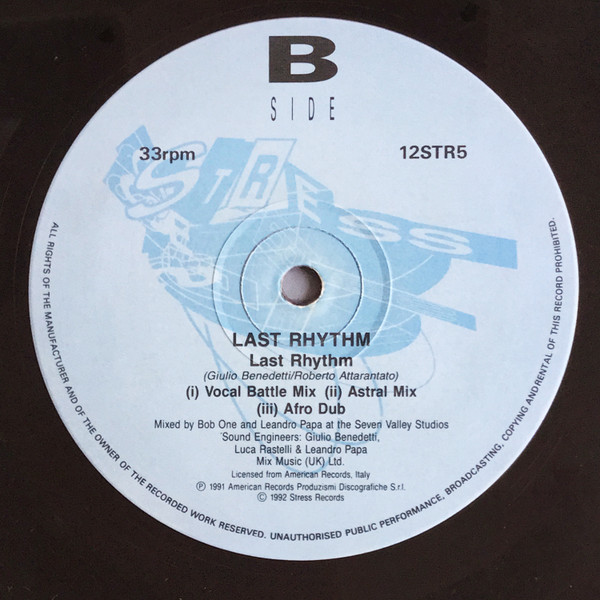 B
SIDE
33rpm
12STR5
STRESS
LAST RHYTHM
Last Rhythm
(Giulio Benedetti/Roberto Attarantato)
(i) Vocal Battle Mix (ii) Astral Mix
(iii) Afro Dub
Mixed by Bob One and Leandro Papa at the Seven Valley Studios
Sound Engineers: Giulio Benedetti,
Luca Rastelli & Leandro Papa
Mix Music (UK) Ltd.
Licensed from American Records, Italy
Ⓟ 1991 American Records Produzismi Discografiche S.r.l.
© 1992 Stress Records
ALL RIGHTS OF THE MANUFACTURER AND OF THE OWNER OF THE RECORDED WORK RESERVED. UNAUTHORISED PUBLIC PERFORMANCE, BROADCASTING, COPYING ANDRENTAL OF THIS RECORD PROHIBITED.